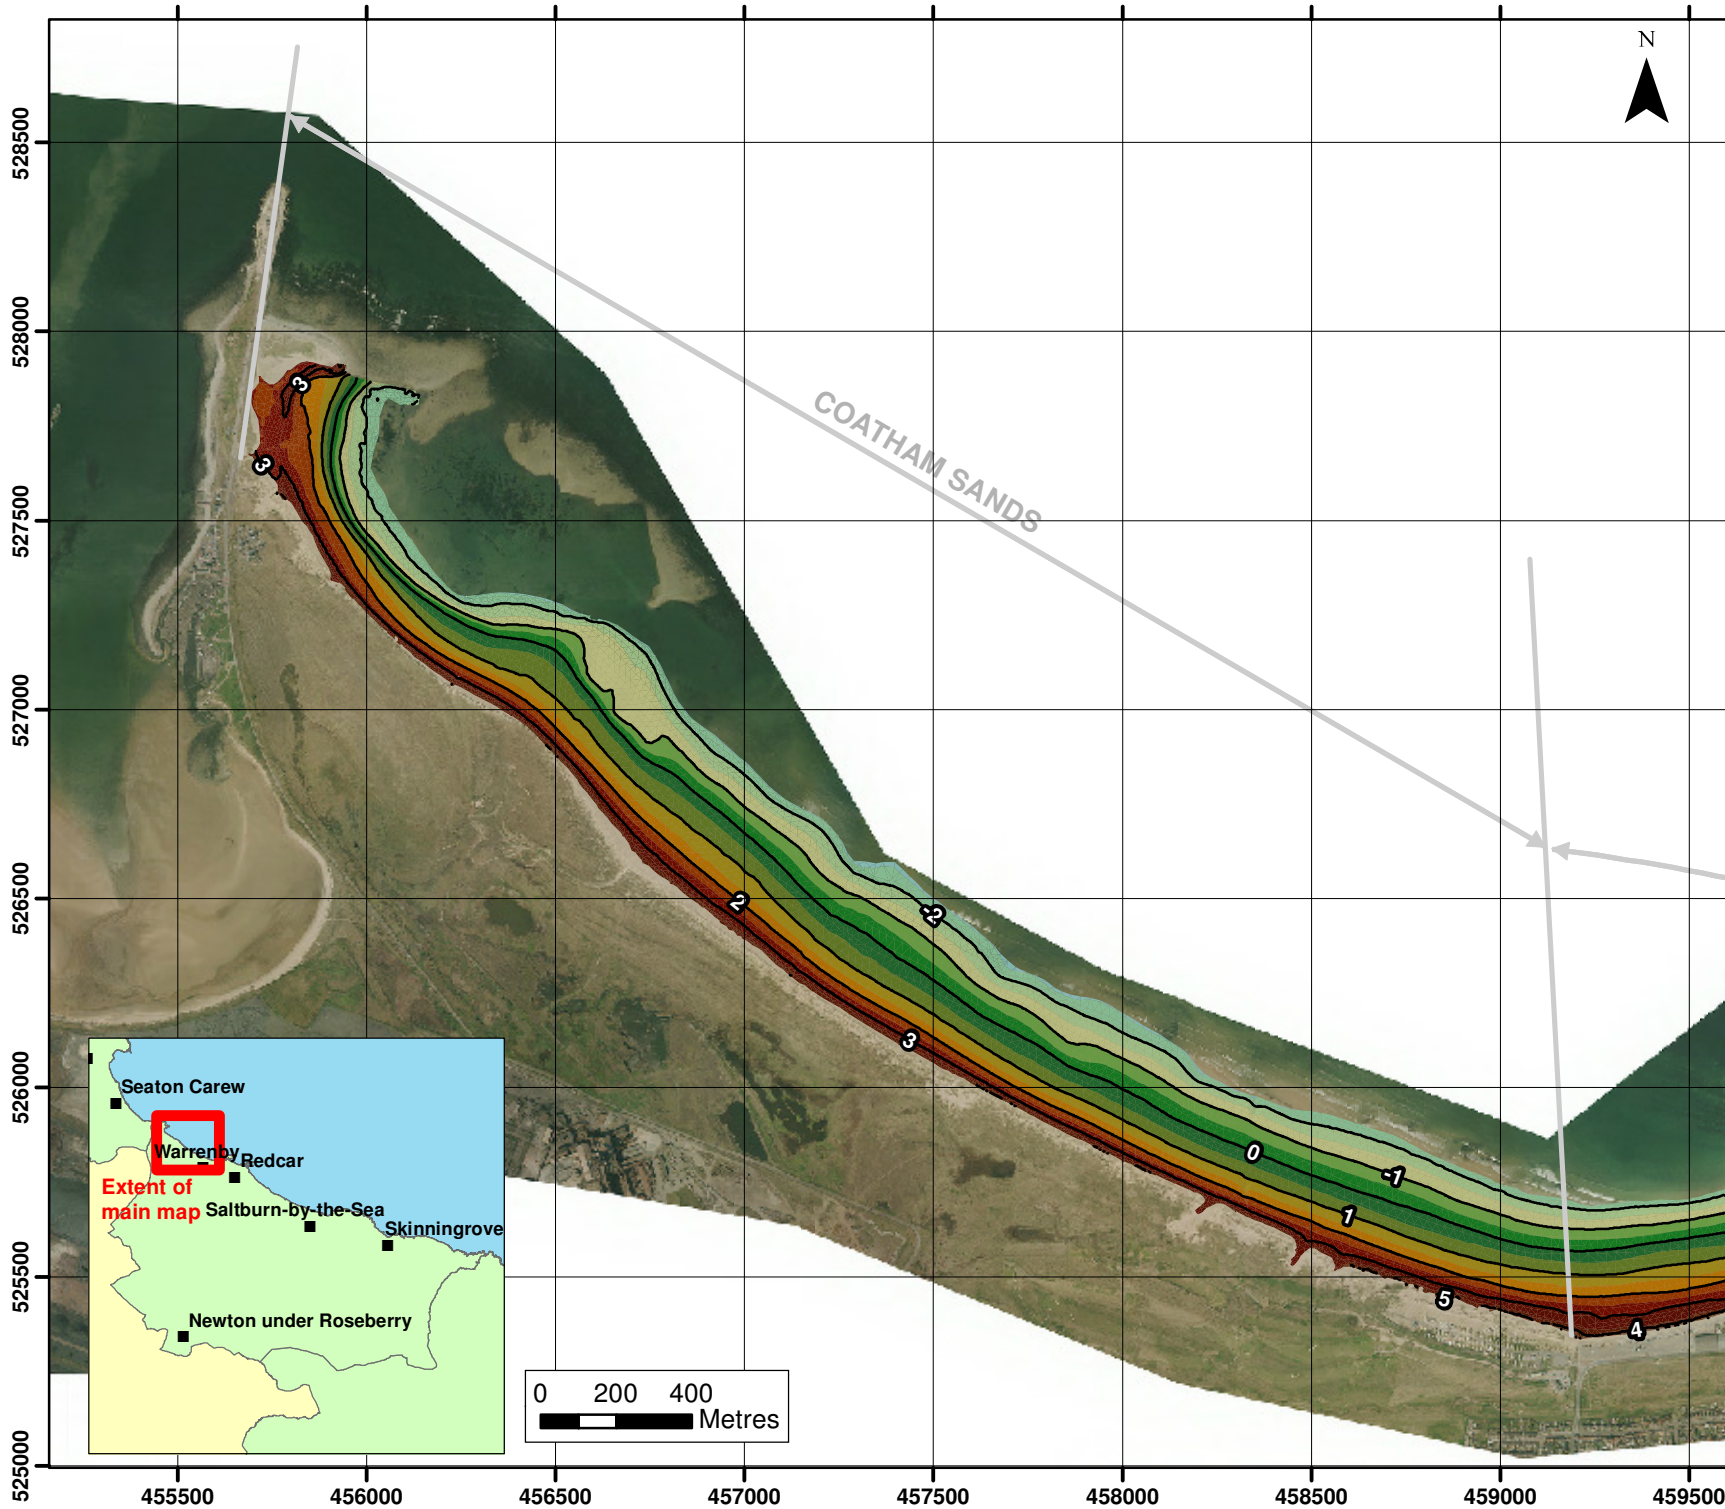 N
528500
528000
527500
527000
526500
526000
525500
525000
COATHAM SANDS
3
3
2
-2
3
0
-1
1
5
4
Seaton Carew
Warrenby
Redcar
Extent of
main map
Saltburn-by-the-Sea
Skinningrove
Newton under Roseberry
0 200 400
Metres
455500 456000 456500 457000 457500 458000 458500 459000 459500